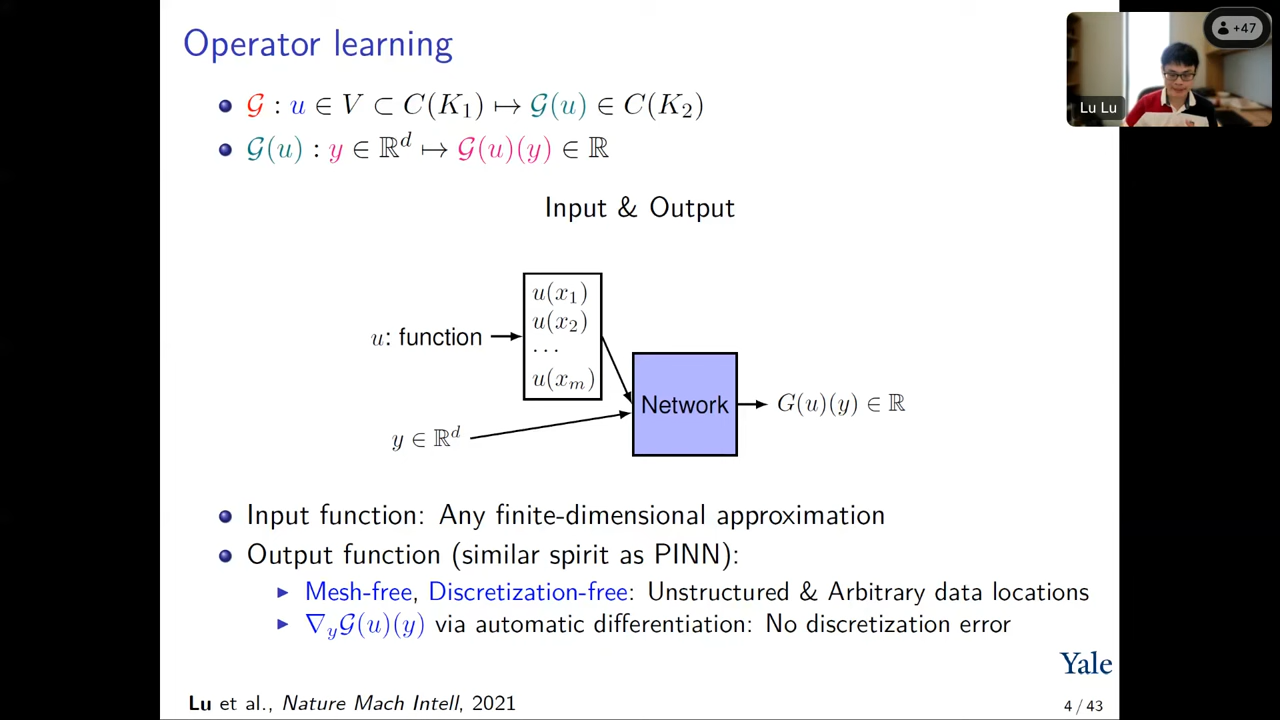 Operator learning
+47
Lu Lu
𝒢 : u ∈ V ⊂ C(K₁) ↦ 𝒢(u) ∈ C(K₂)
𝒢(u) : y ∈ ℝᵈ ↦ 𝒢(u)(y) ∈ ℝ
Input & Output
u(x₁)
u(x₂)
u: function
···
u(xₘ)
Network
G(u)(y) ∈ ℝ
y ∈ ℝᵈ
Input function: Any finite-dimensional approximation
Output function (similar spirit as PINN):
Mesh-free, Discretization-free: Unstructured & Arbitrary data locations
∇ᵧ𝒢(u)(y) via automatic differentiation: No discretization error
Yale
Lu et al., Nature Mach Intell, 2021
4 / 43